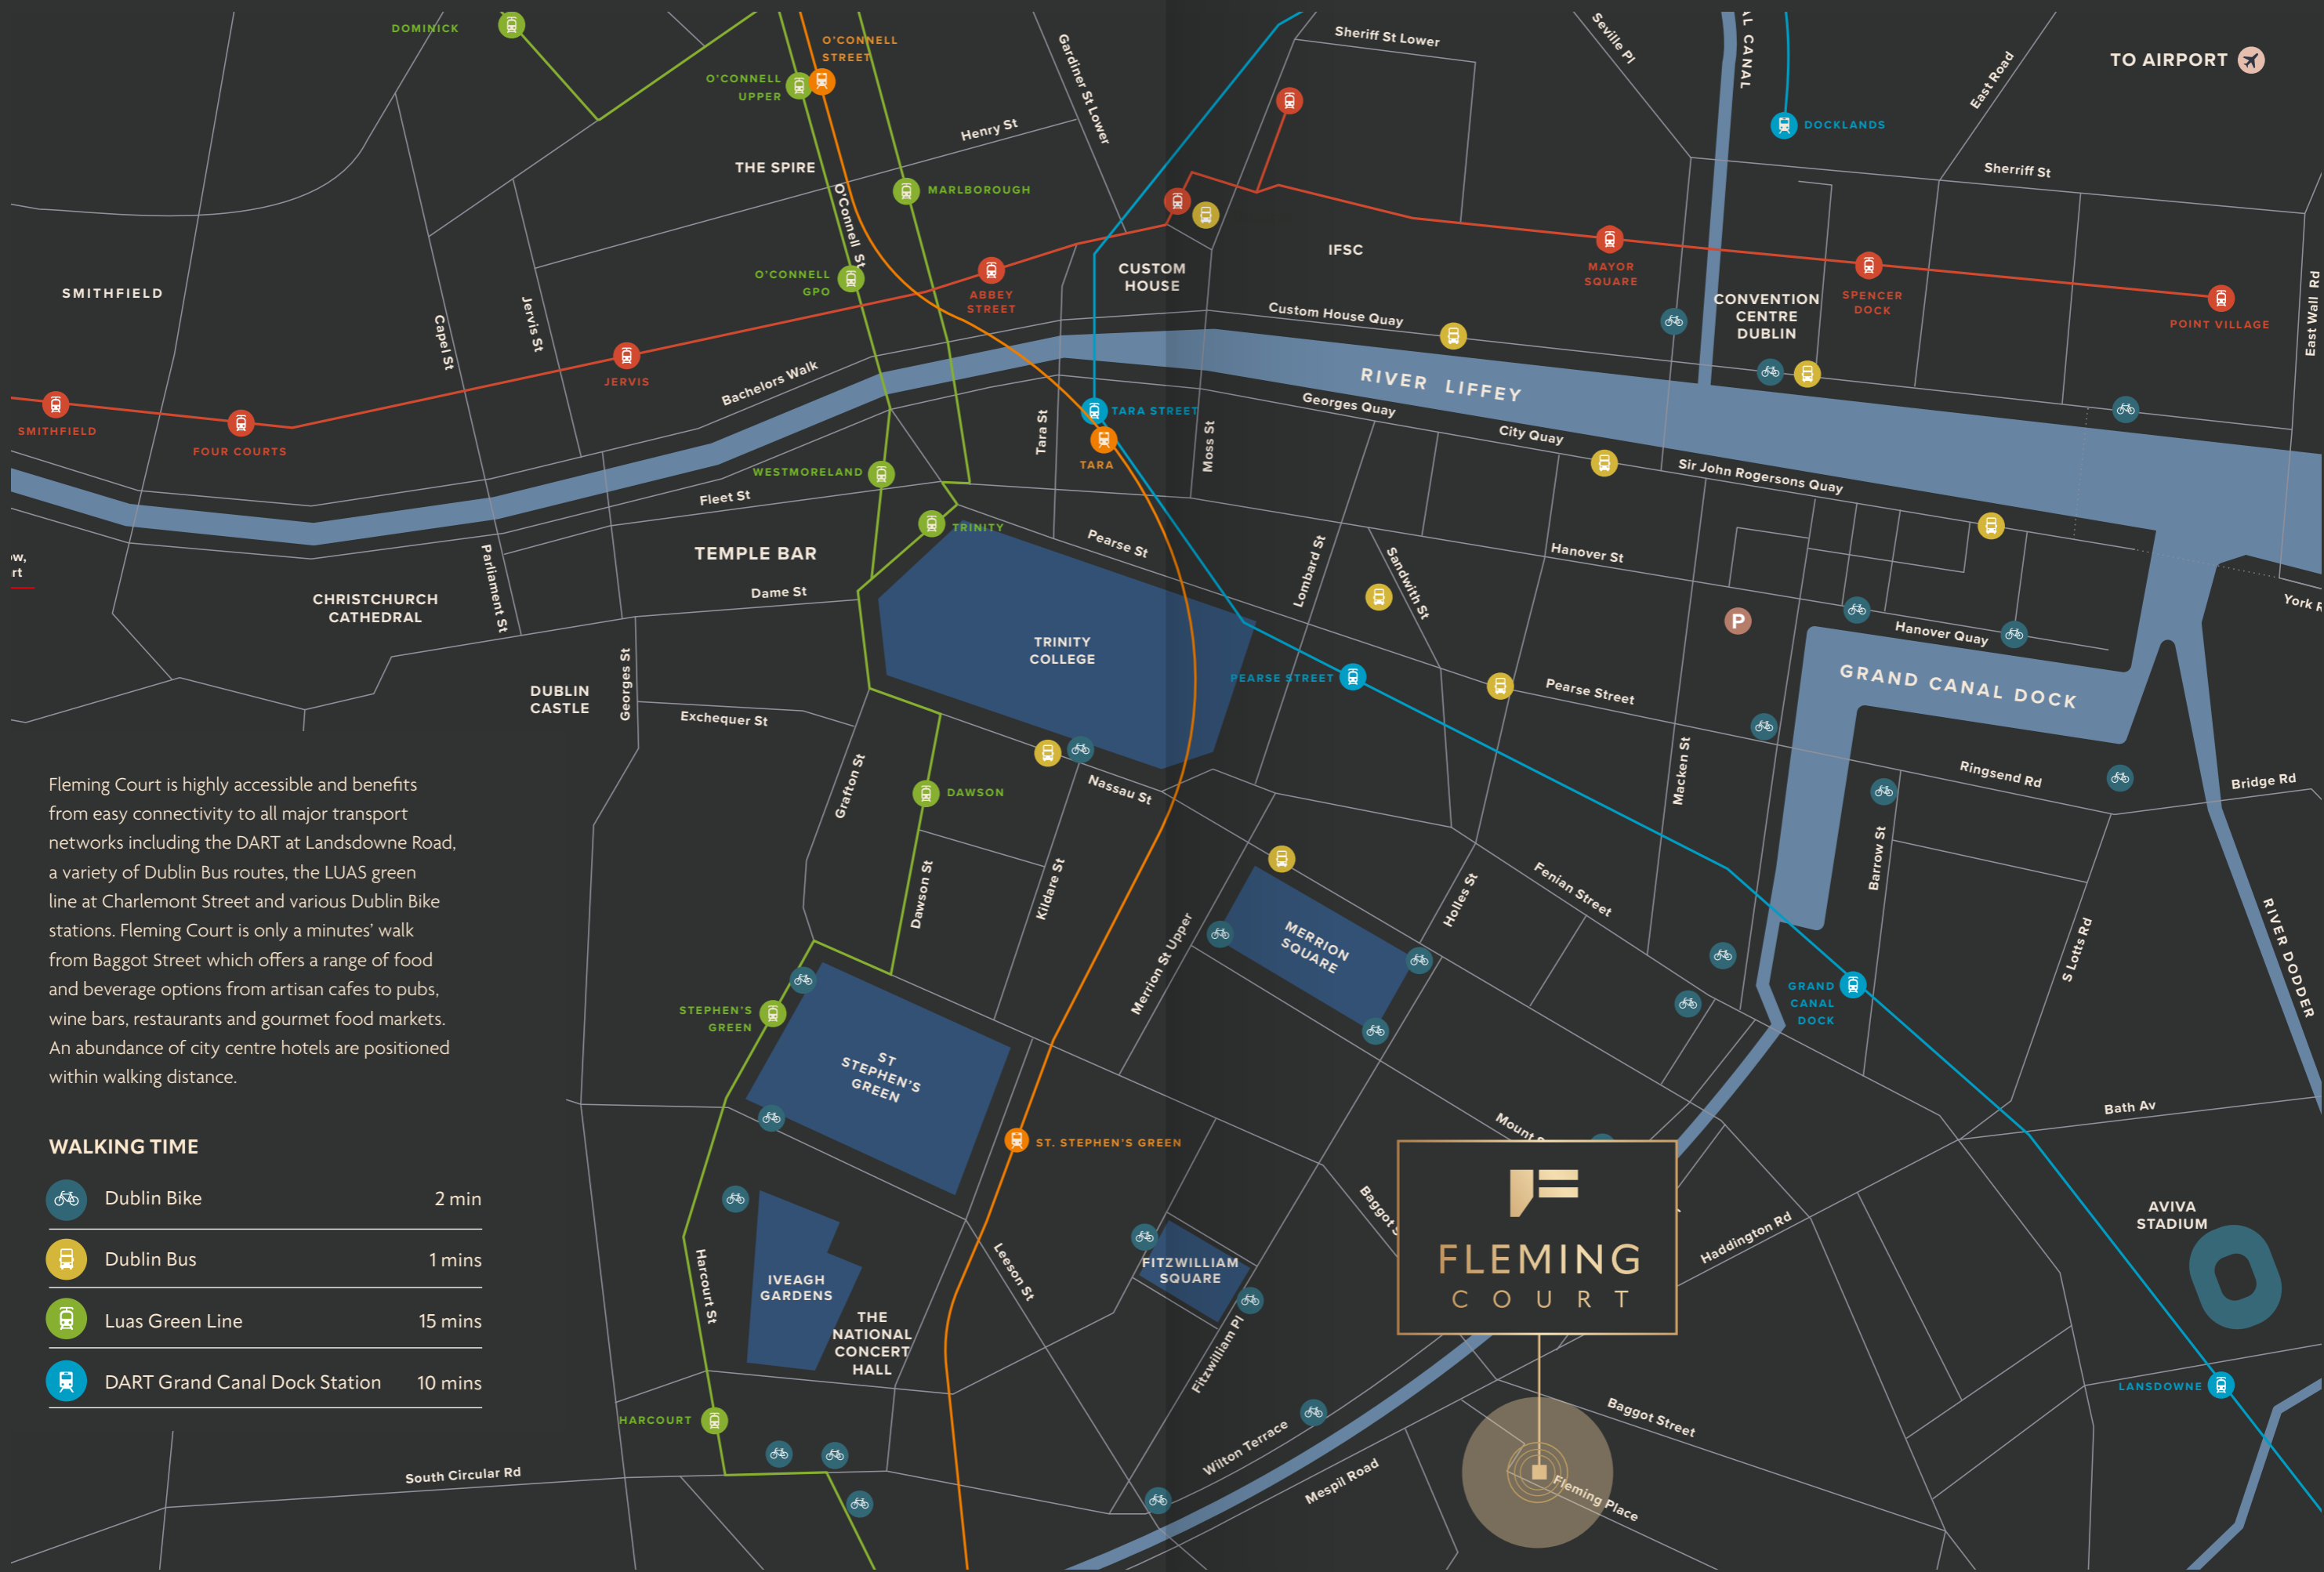 DOMINICK
O'CONNELL
STREET
O'CONNELL
UPPER
Gardiner St Lower
Sheriff St Lower
Seville Pl
AL CANAL
East Road
TO AIRPORT
DOCKLANDS
Henry St
THE SPIRE
O'Connell St
MARLBOROUGH
Sherriff St
SMITHFIELD
Capel St
Jervis St
O'CONNELL
GPO
ABBEY
STREET
CUSTOM
HOUSE
IFSC
MAYOR
SQUARE
CONVENTION
CENTRE
DUBLIN
SPENCER
DOCK
POINT VILLAGE
East Wall Rd
Custom House Quay
JERVIS
Bachelors Walk
RIVER LIFFEY
SMITHFIELD
FOUR COURTS
Tara St
TARA STREET
TARA
Moss St
Georges Quay
City Quay
Sir John Rogersons Quay
WESTMORELAND
Fleet St
TRINITY
TEMPLE BAR
Pearse St
Lombard St
Sandwith St
Hanover St
ow,
rt
Parliament St
CHRISTCHURCH
CATHEDRAL
Dame St
TRINITY
COLLEGE
P
Hanover Quay
York R
GRAND CANAL DOCK
DUBLIN
CASTLE
Georges St
Exchequer St
PEARSE STREET
Pearse Street
Macken St
Ringsend Rd
Bridge Rd
Grafton St
DAWSON
Nassau St
Dawson St
Kildare St
Merrion St Upper
MERRION
SQUARE
Holles St
Fenian Street
Barrow St
S Lotts Rd
RIVER DODDER
GRAND
CANAL
DOCK
STEPHEN'S
GREEN
ST
STEPHEN'S
GREEN
ST. STEPHEN'S GREEN
Bath Av
Mount S
Baggot S
Haddington Rd
AVIVA
STADIUM
Harcourt St
IVEAGH
GARDENS
THE
NATIONAL
CONCERT
HALL
Leeson St
FITZWILLIAM
SQUARE
Fitzwilliam Pl
FLEMING
COURT
LANSDOWNE
HARCOURT
South Circular Rd
Wilton Terrace
Mespil Road
Baggot Street
Fleming Place
Fleming Court is highly accessible and benefits
from easy connectivity to all major transport
networks including the DART at Landsdowne Road,
a variety of Dublin Bus routes, the LUAS green
line at Charlemont Street and various Dublin Bike
stations. Fleming Court is only a minutes' walk
from Baggot Street which offers a range of food
and beverage options from artisan cafes to pubs,
wine bars, restaurants and gourmet food markets.
An abundance of city centre hotels are positioned
within walking distance.
WALKING TIME
Dublin Bike 2 min
Dublin Bus 1 mins
Luas Green Line 15 mins
DART Grand Canal Dock Station 10 mins